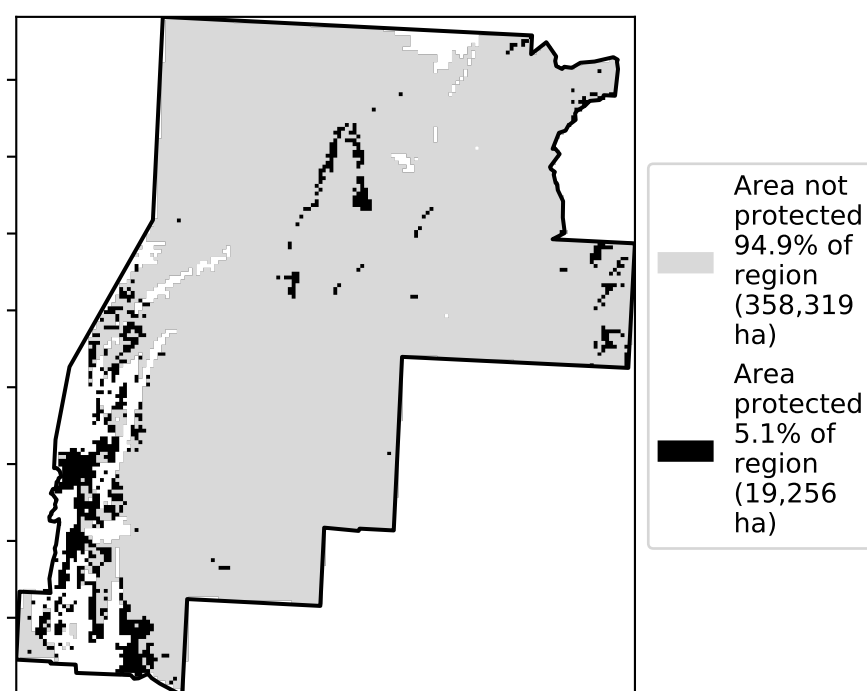 Area not
protected
94.9% of
region
(358,319
ha)
Area
protected
5.1% of
region
(19,256
ha)